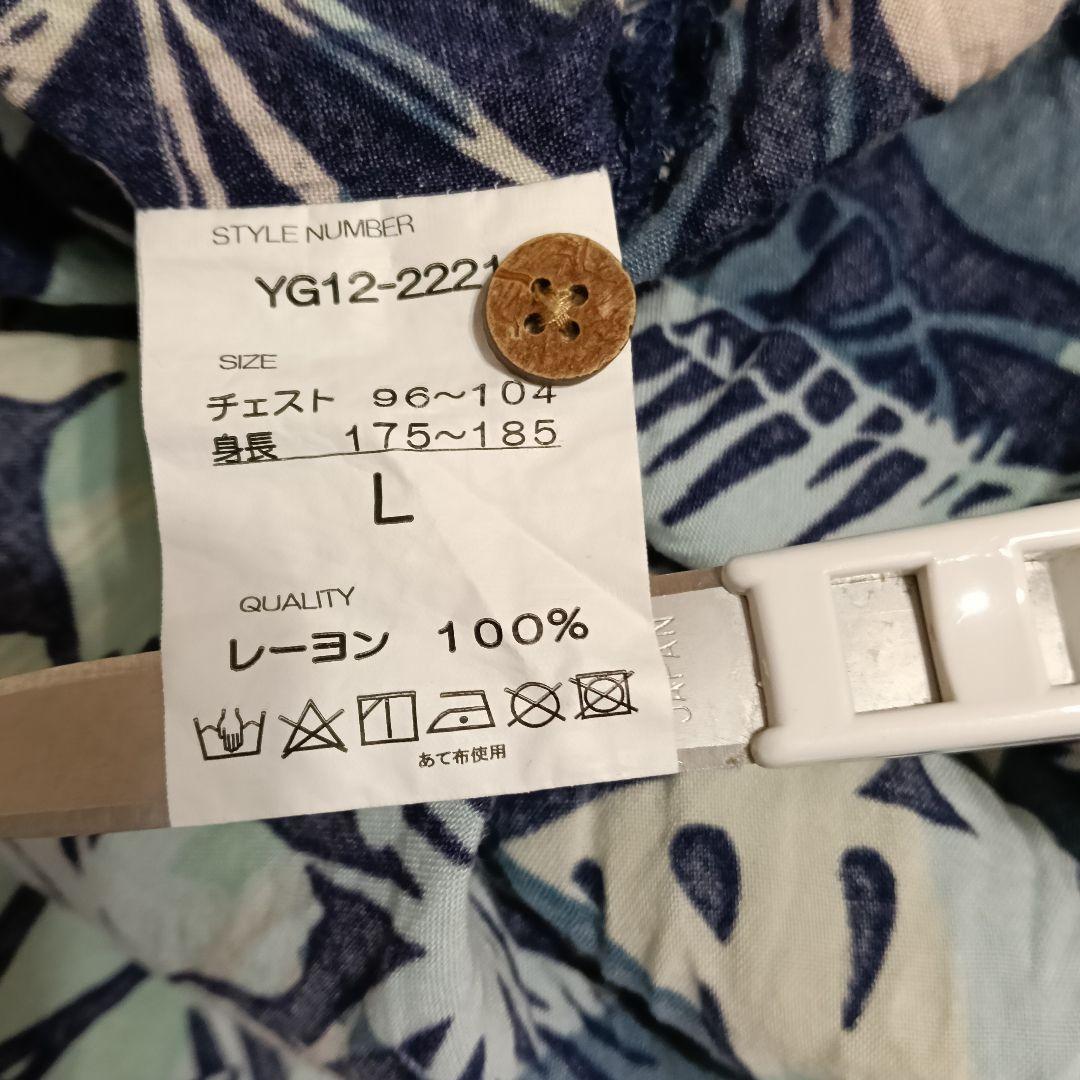 STYLE NUMBER
YG12-2221
SIZE
チェスト 96～104
身長 175～185
L
QUALITY
レーヨン 100%
あて布使用
JAPAN